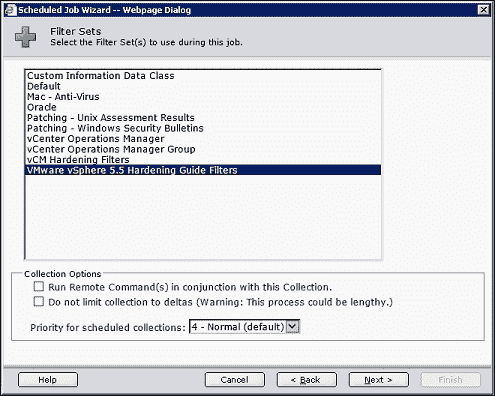 Scheduled Job Wizard -- Webpage Dialog
Filter Sets
Select the Filter Set(s) to use during this job.
Custom Information Data Class
Default
Mac - Anti-Virus
Oracle
Patching - Unix Assessment Results
Patching - Windows Security Bulletins
vCenter Operations Manager
vCenter Operations Manager Group
vCM Hardening Filters
VMware vSphere 5.5 Hardening Guide Filters
Collection Options
Run Remote Command(s) in conjunction with this Collection.
Do not limit collection to deltas (Warning: This process could be lengthy.)
Priority for scheduled collections: 4 - Normal (default)
Help Cancel < Back Next > Finish